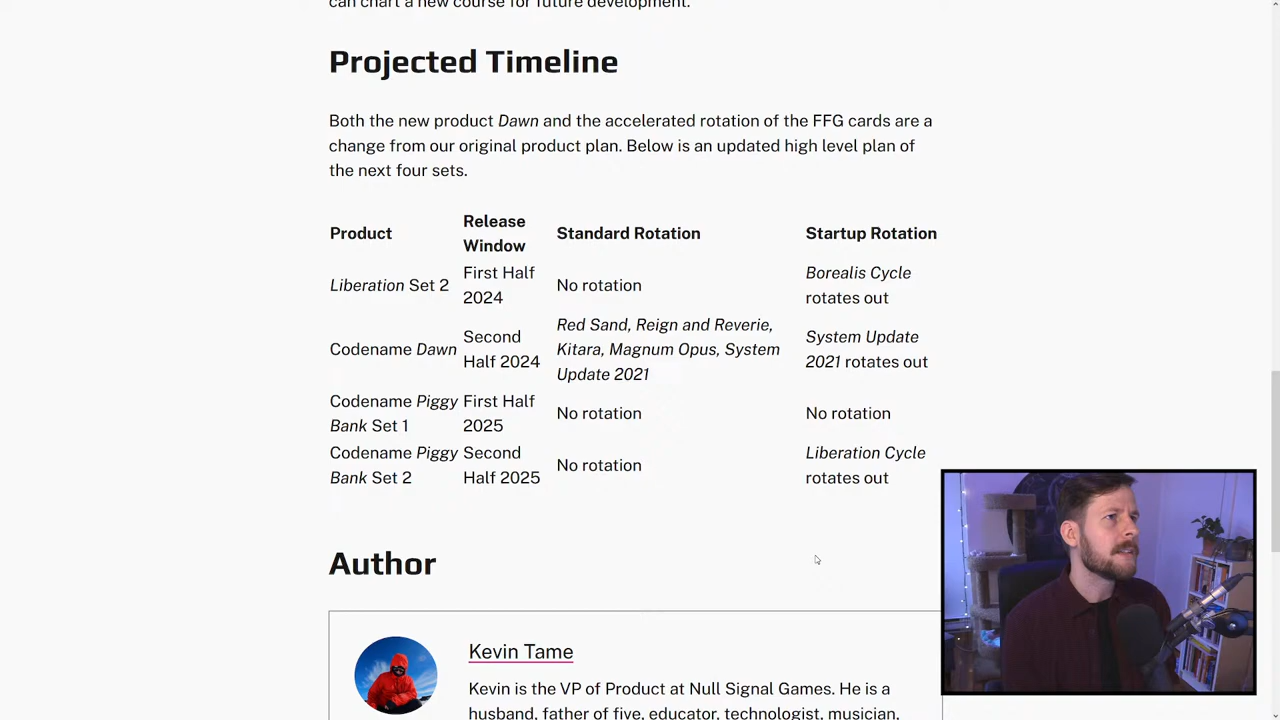 can chart a new course for future development.
Projected Timeline
Both the new product Dawn and the accelerated rotation of the FFG cards are a
change from our original product plan. Below is an updated high level plan of
the next four sets.
Product
Release
Window
Standard Rotation
Startup Rotation
Liberation Set 2
First Half
2024
No rotation
Borealis Cycle
rotates out
Codename Dawn
Second
Half 2024
Red Sand, Reign and Reverie,
Kitara, Magnum Opus, System
Update 2021
System Update
2021 rotates out
Codename Piggy
Bank Set 1
First Half
2025
No rotation
No rotation
Codename Piggy
Bank Set 2
Second
Half 2025
No rotation
Liberation Cycle
rotates out
Author
Kevin Tame
Kevin is the VP of Product at Null Signal Games. He is a
husband, father of five, educator, technologist, musician,